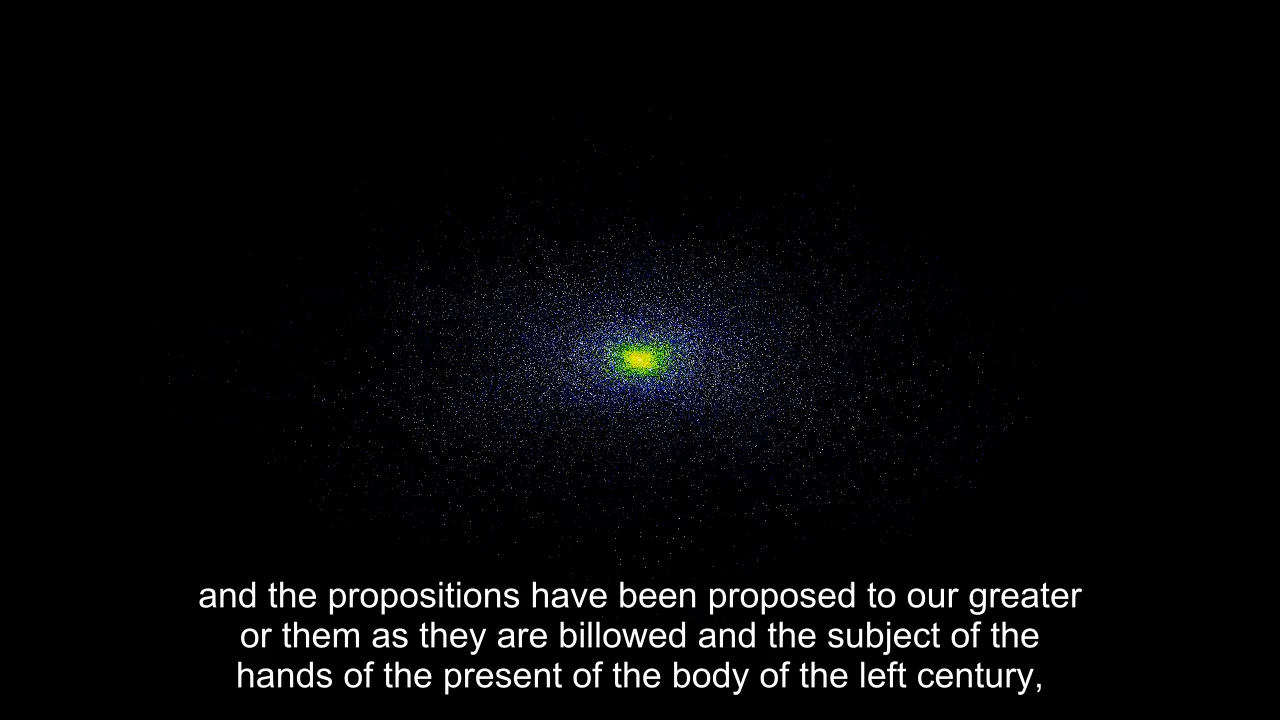 and the propositions have been proposed to our greater
or them as they are billowed and the subject of the
hands of the present of the body of the left century,